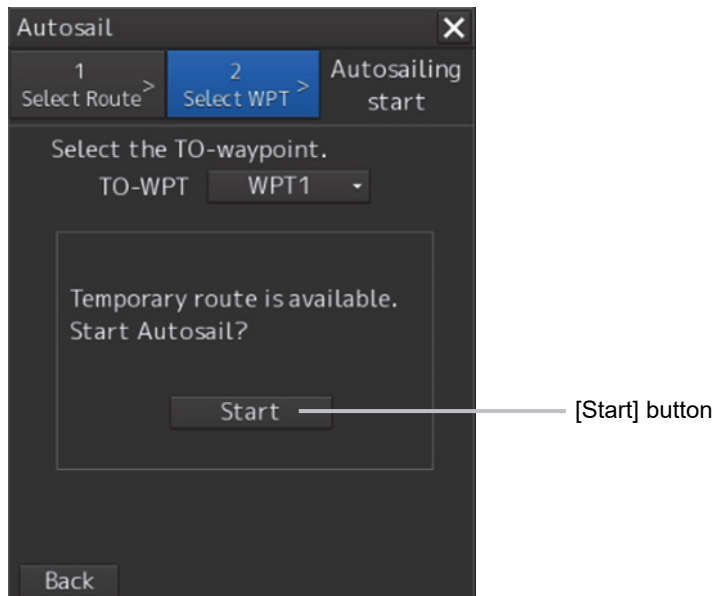 Autosail
1
Select Route >
2
Select WPT >
Autosailing
start
Select the TO-waypoint.
TO-WPT WPT1
Temporary route is available.
Start Autosail?
Start
[Start] button
Back